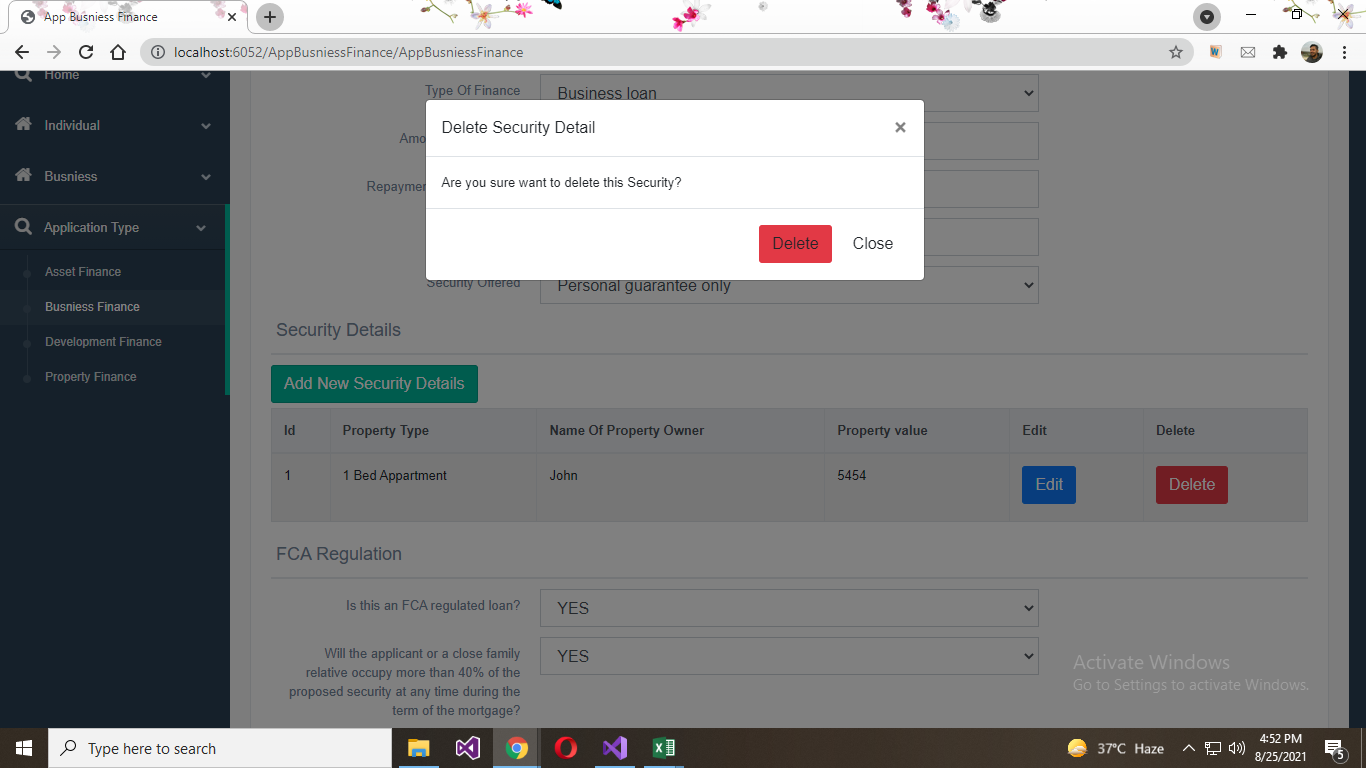 App Busniess Finance
localhost:6052/AppBusniessFinance/AppBusniessFinance
Home
Individual
Busniess
Application Type
Asset Finance
Busniess Finance
Development Finance
Property Finance
Type Of Finance
Business loan
Delete Security Detail
×
Amo
Are you sure want to delete this Security?
Repaymen
Delete
Close
Security Offered
Personal guarantee only
Security Details
Add New Security Details
Id Property Type Name Of Property Owner Property value Edit Delete
1 1 Bed Appartment John 5454 Edit Delete
FCA Regulation
Is this an FCA regulated loan?
YES
Will the applicant or a close family
relative occupy more than 40% of the
proposed security at any time during the
term of the mortgage?
YES
Activate Windows
Go to Settings to activate Windows.
Type here to search
37°C Haze
4:52 PM
8/25/2021
5